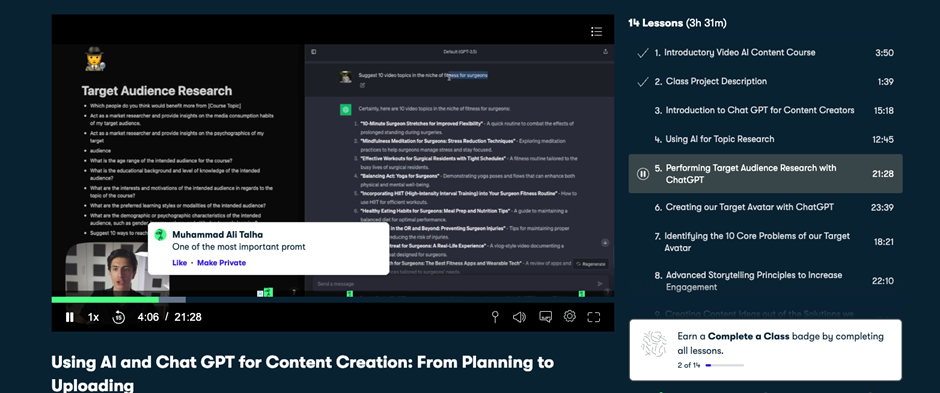 Target Audience Research
Which people do you think would benefit more from [Course Topic]
Act as a market researcher and provide insights on the media consumption habits
of my target audience.
Act as a market researcher and provide insights on the psychographics of my
target
audience
What is the age range of the intended audience for the course?
What is the educational background and level of knowledge of the intended
audience?
What are the interests and motivations of the intended audience in regards to the
topic of the course?
What are the preferred learning styles or modalities of the intended audience?
What are the demographic or psychographic characteristics of the intended
audience, such as gender
Suggest 10 ways to reach
Default (GPT-3.5)
Suggest 10 video topics in the niche of fitness for surgeons
Certainly, here are 10 video topics in the niche of fitness for surgeons:
1. "10-Minute Surgeon Stretches for Improved Flexibility" - A quick routine to combat the effects of
prolonged standing during surgeries.
2. "Mindfulness Meditation for Surgeons: Stress Reduction Techniques" - Exploring meditation
practices to help surgeons manage stress and stay focused.
3. "Effective Workouts for Surgical Residents with Tight Schedules" - A fitness routine tailored to the
busy lives of surgical residents.
4. "Balancing Act: Yoga for Surgeons" - Demonstrating yoga poses and flows that can enhance both
physical and mental well-being.
5. "Incorporating HIIT (High-Intensity Interval Training) into Your Surgeon Fitness Routine" - How to
use HIIT for efficient workouts.
6. "Healthy Eating Habits for Surgeons: Meal Prep and Nutrition Tips" - A guide to maintaining
a balanced diet for optimal performance.
in the OR and Beyond: Preventing Surgeon Injuries" - Tips for maintaining proper
reducing the risk of injuries.
treat for Surgeons: A Real-Life Experience" - A vlog-style video documenting a
designed for surgeons.
for Surgeons: The Best Fitness Apps and Wearable Tech" - A review of apps and
tailored to surgeons' needs.
Regenerate
Send a message
Muhammad Ali Talha
One of the most important promt
Like • Make Private
1x 15 4:06 / 21:28
Using AI and Chat GPT for Content Creation: From Planning to
Uploading
14 Lessons (3h 31m)
1. Introductory Video AI Content Course 3:50
2. Class Project Description 1:39
3. Introduction to Chat GPT for Content Creators 15:18
4. Using AI for Topic Research 12:45
5. Performing Target Audience Research with
ChatGPT 21:28
6. Creating our Target Avatar with ChatGPT 23:39
7. Identifying the 10 Core Problems of our Target
Avatar 18:21
8. Advanced Storytelling Principles to Increase
Engagement 22:10
9. Creating Content Ideas out of the Solutions we
Earn a Complete a Class badge by completing
all lessons.
2 of 14